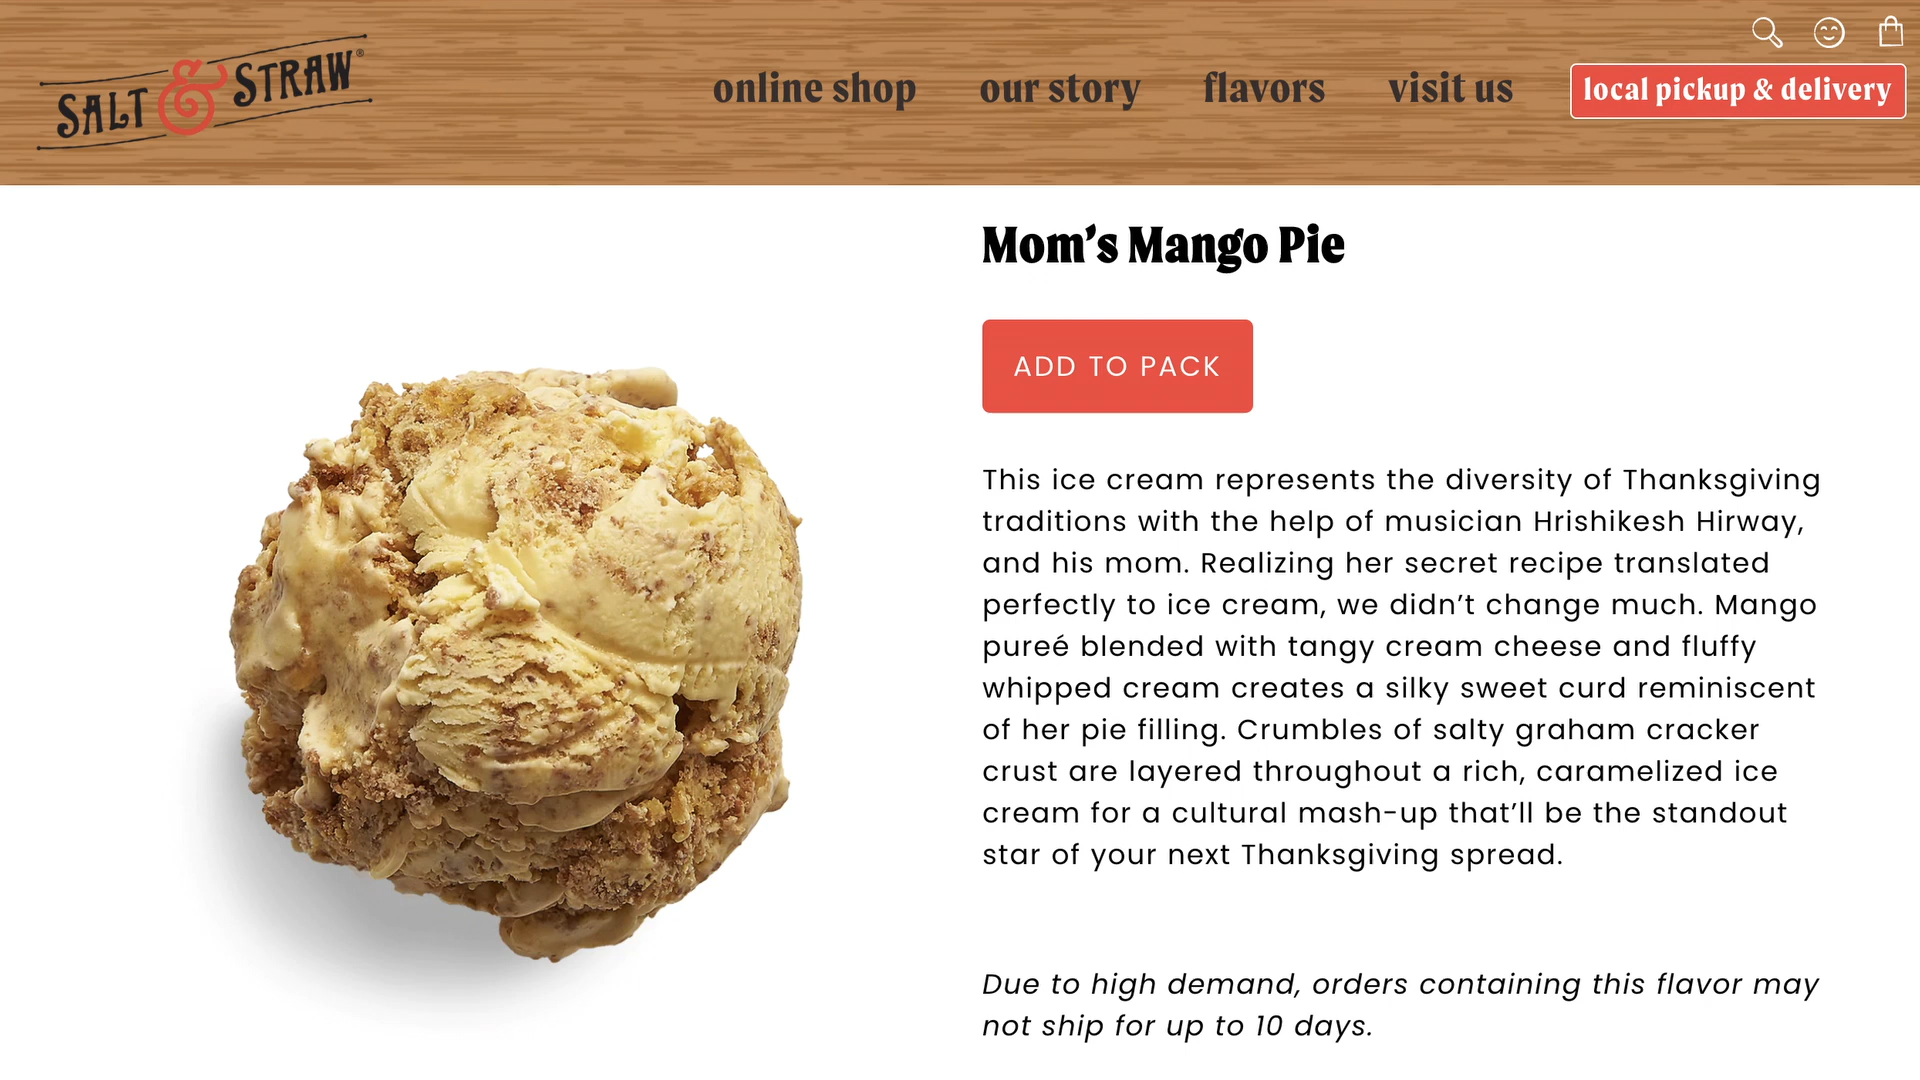 SALT & STRAW®
online shop
our story
flavors
visit us
local pickup & delivery
Mom’s Mango Pie
ADD TO PACK
This ice cream represents the diversity of Thanksgiving
traditions with the help of musician Hrishikesh Hirway,
and his mom. Realizing her secret recipe translated
perfectly to ice cream, we didn’t change much. Mango
pureé blended with tangy cream cheese and fluffy
whipped cream creates a silky sweet curd reminiscent
of her pie filling. Crumbles of salty graham cracker
crust are layered throughout a rich, caramelized ice
cream for a cultural mash-up that’ll be the standout
star of your next Thanksgiving spread.
Due to high demand, orders containing this flavor may
not ship for up to 10 days.